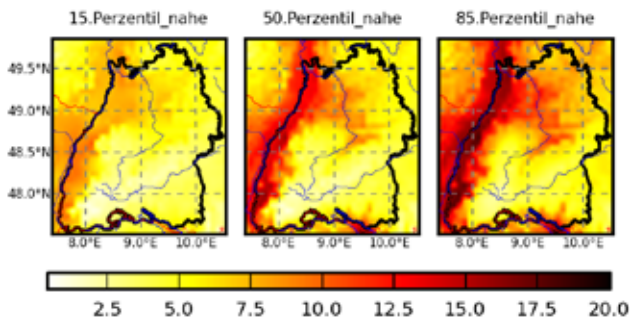 15.Perzentil_nahe 50.Perzentil_nahe 85.Perzentil_nahe
49.5°N
49.0°N
48.5°N
48.0°N
8.0°E 9.0°E 10.0°E 8.0°E 9.0°E 10.0°E 8.0°E 9.0°E 10.0°E
2.5 5.0 7.5 10.0 12.5 15.0 17.5 20.0